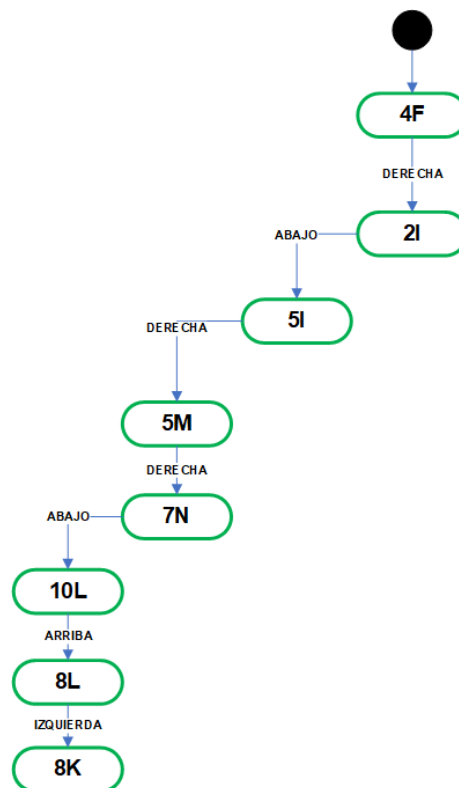 4F
DERECHA
2I
ABAJO
5I
DERECHA
5M
DERECHA
7N
ABAJO
10L
ARRIBA
8L
IZQUIERDA
8K